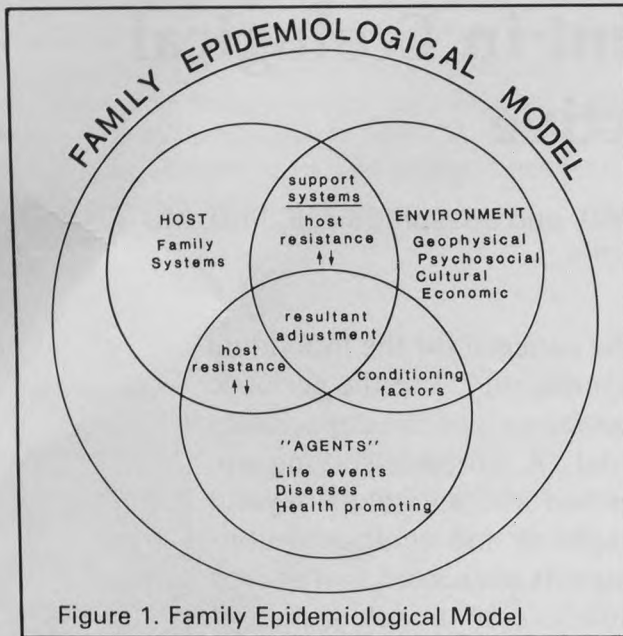 FAMILY EPIDEMIOLOGICAL MODEL
support
systems
host
resistance
↑↓
HOST
Family
Systems
ENVIRONMENT
Geophysical
Psychosocial
Cultural
Economic
resultant
adjustment
host
resistance
↑↓
conditioning
factors
"AGENTS"
Life events
Diseases
Health promoting
Figure 1. Family Epidemiological Model